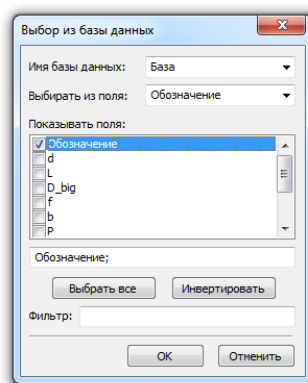 Выбор из базы данных
Имя базы данных: База
Выбирать из поля: Обозначение
Показывать поля:
Обозначение
d
L
D_big
f
b
P
Обозначение;
Выбрать все Инвертировать
Фильтр:
OK Отменить